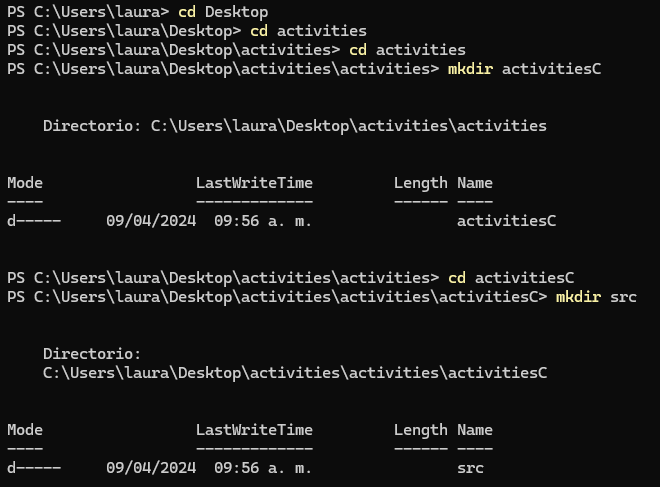 PS C:\Users\laura> cd Desktop
PS C:\Users\laura\Desktop> cd activities
PS C:\Users\laura\Desktop\activities> cd activities
PS C:\Users\laura\Desktop\activities\activities> mkdir activitiesC
Directorio: C:\Users\laura\Desktop\activities\activities
Mode                 LastWriteTime         Length Name
----                 -------------         ------ ----
d-----     09/04/2024  09:56 a. m.                activitiesC
PS C:\Users\laura\Desktop\activities\activities> cd activitiesC
PS C:\Users\laura\Desktop\activities\activities\activitiesC> mkdir src
Directorio:
C:\Users\laura\Desktop\activities\activities\activitiesC
Mode                 LastWriteTime         Length Name
----                 -------------         ------ ----
d-----     09/04/2024  09:56 a. m.                src